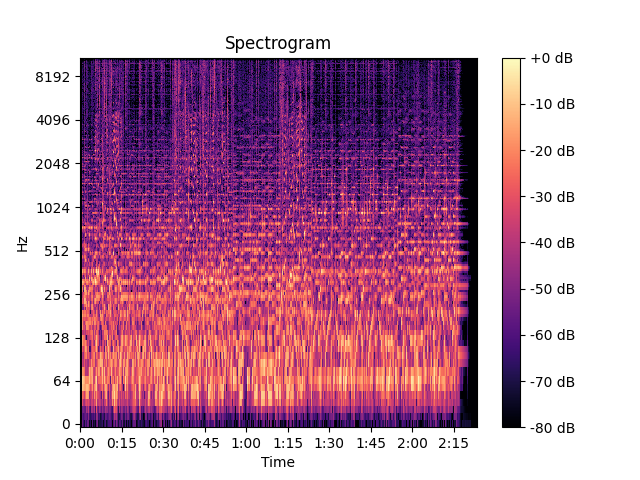 Spectrogram
Hz
8192
4096
2048
1024
512
256
128
64
0
0:00 0:15 0:30 0:45 1:00 1:15 1:30 1:45 2:00 2:15
Time
+0 dB
-10 dB
-20 dB
-30 dB
-40 dB
-50 dB
-60 dB
-70 dB
-80 dB